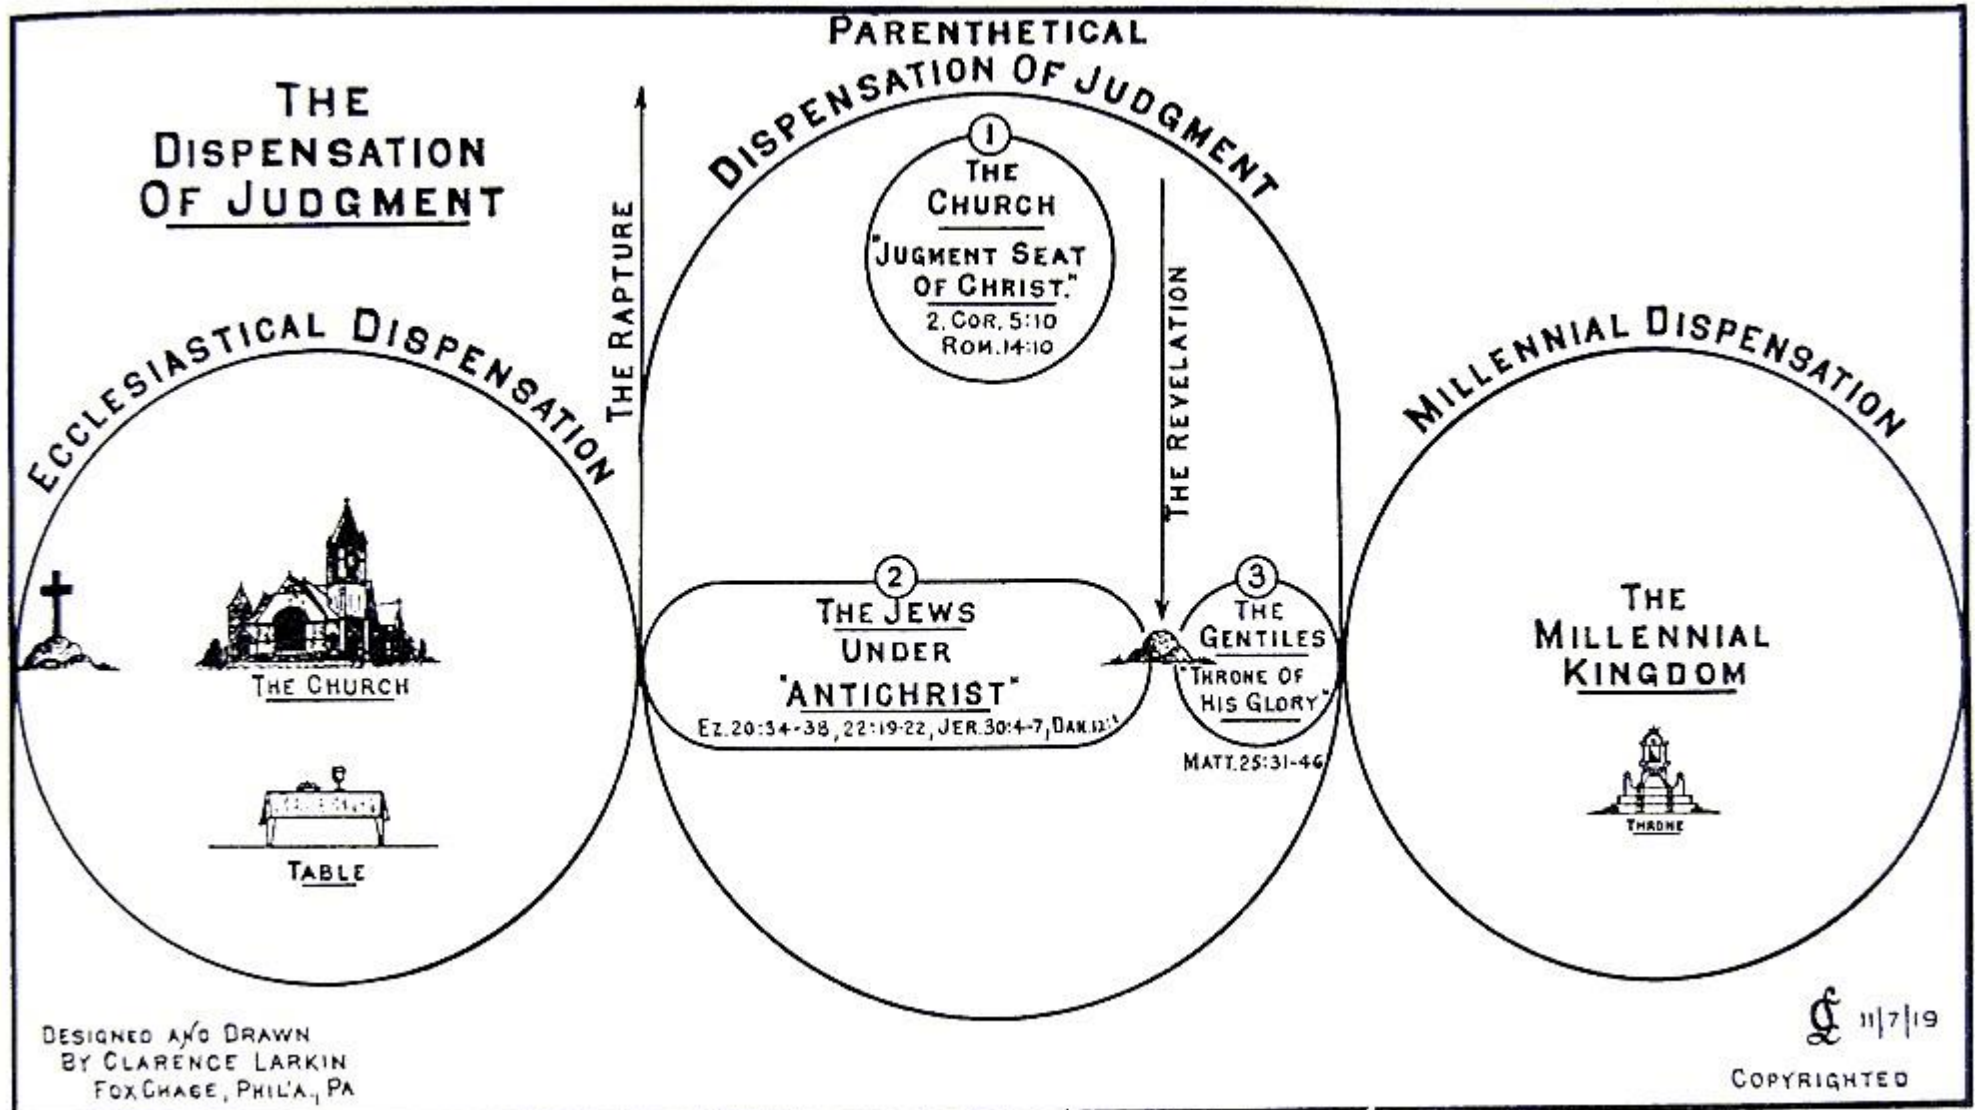 THE
DISPENSATION
OF JUDGMENT
PARENTHETICAL
DISPENSATION OF JUDGMENT
ECCLESIASTICAL DISPENSATION
THE CHURCH
TABLE
THE RAPTURE
1
THE
CHURCH
"JUGMENT SEAT
OF CHRIST."
2. COR. 5:10
ROM. 14:10
THE REVELATION
2
THE JEWS
UNDER
"ANTICHRIST"
EZ. 20:34-38, 22:19-22, JER. 30:4-7, DAN. 12:1
3
THE
GENTILES
"THRONE OF
HIS GLORY"
MATT. 25:31-46
MILLENNIAL DISPENSATION
THE
MILLENNIAL
KINGDOM
THRONE
DESIGNED AND DRAWN
BY CLARENCE LARKIN
FOX CHASE, PHIL'A., PA
CL 11/7/19
COPYRIGHTED